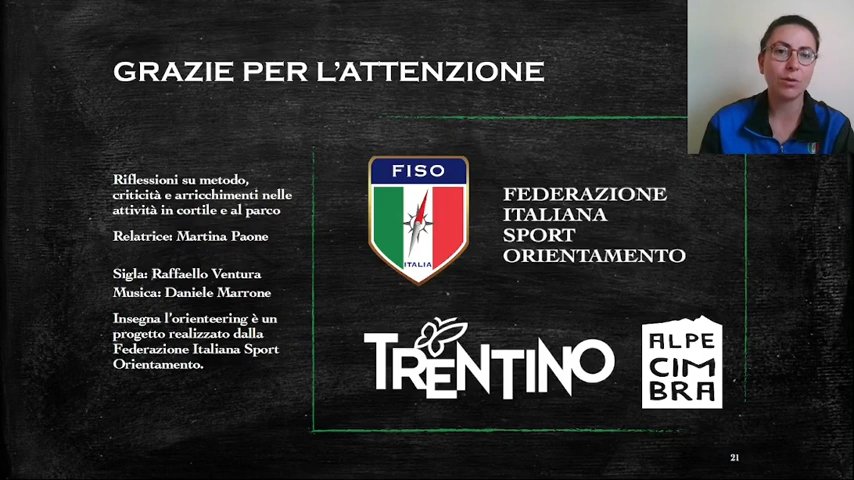 GRAZIE PER L'ATTENZIONE
Riflessioni su metodo,
criticità e arricchimenti nelle
attività in cortile e al parco
Relatrice: Martina Paone
Sigla: Raffaello Ventura
Musica: Daniele Marrone
Insegna l'orienteering è un
progetto realizzato dalla
Federazione Italiana Sport
Orientamento.
FISO
ITALIA
FEDERAZIONE
ITALIANA
SPORT
ORIENTAMENTO
TRENTINO
ALPE
CIM
BRA
21